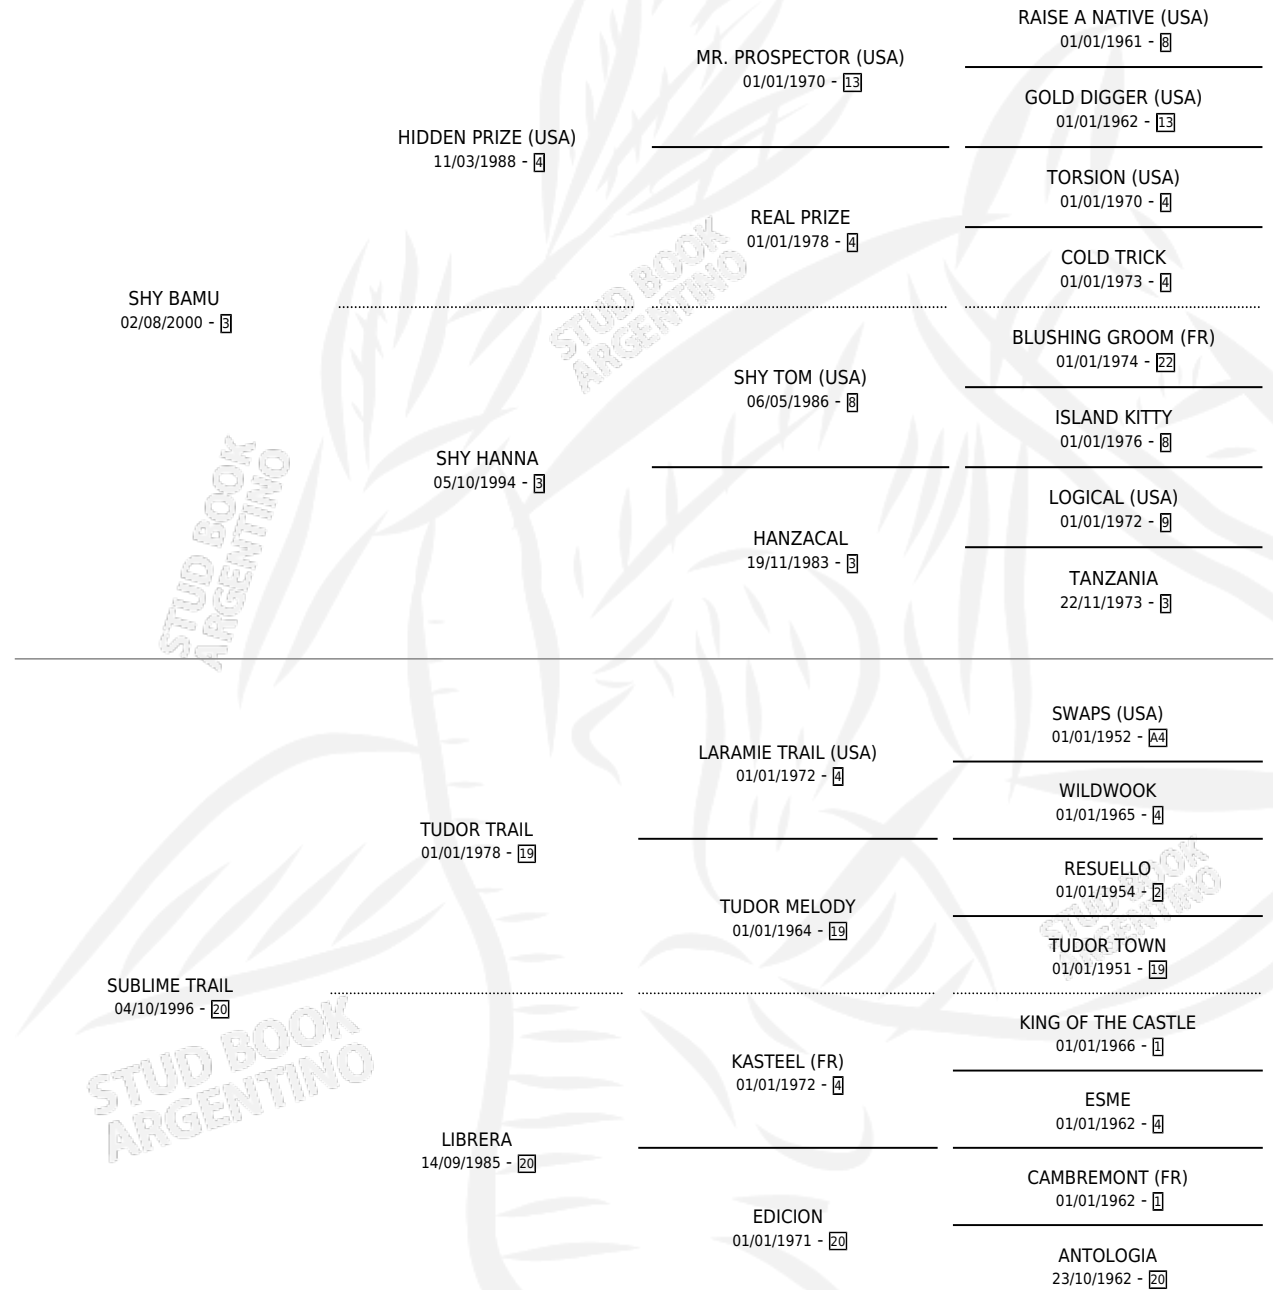 RAISE A NATIVE (USA)
01/01/1961 - 8
MR. PROSPECTOR (USA)
01/01/1970 - 13
GOLD DIGGER (USA)
01/01/1962 - 13
HIDDEN PRIZE (USA)
11/03/1988 - 4
TORSION (USA)
01/01/1970 - 4
REAL PRIZE
01/01/1978 - 4
COLD TRICK
01/01/1973 - 4
SHY BAMU
02/08/2000 - 3
STUD BOOK
ARGENTINO
BLUSHING GROOM (FR)
01/01/1974 - 22
SHY TOM (USA)
06/05/1986 - 8
ISLAND KITTY
01/01/1976 - 8
SHY HANNA
05/10/1994 - 3
LOGICAL (USA)
01/01/1972 - 9
HANZACAL
19/11/1983 - 3
TANZANIA
22/11/1973 - 3
STUD BOOK
ARGENTINO
SWAPS (USA)
01/01/1952 - A4
LARAMIE TRAIL (USA)
01/01/1972 - 4
WILDWOOK
01/01/1965 - 4
TUDOR TRAIL
01/01/1978 - 19
RESUELLO
01/01/1954 - 2
TUDOR MELODY
01/01/1964 - 19
STUD BOOK
ARGENTINO
TUDOR TOWN
01/01/1951 - 19
SUBLIME TRAIL
04/10/1996 - 20
STUD BOOK
ARGENTINO
KING OF THE CASTLE
01/01/1966 - 1
KASTEEL (FR)
01/01/1972 - 4
ESME
01/01/1962 - 4
LIBRERA
14/09/1985 - 20
CAMBREMONT (FR)
01/01/1962 - 1
EDICION
01/01/1971 - 20
ANTOLOGIA
23/10/1962 - 20